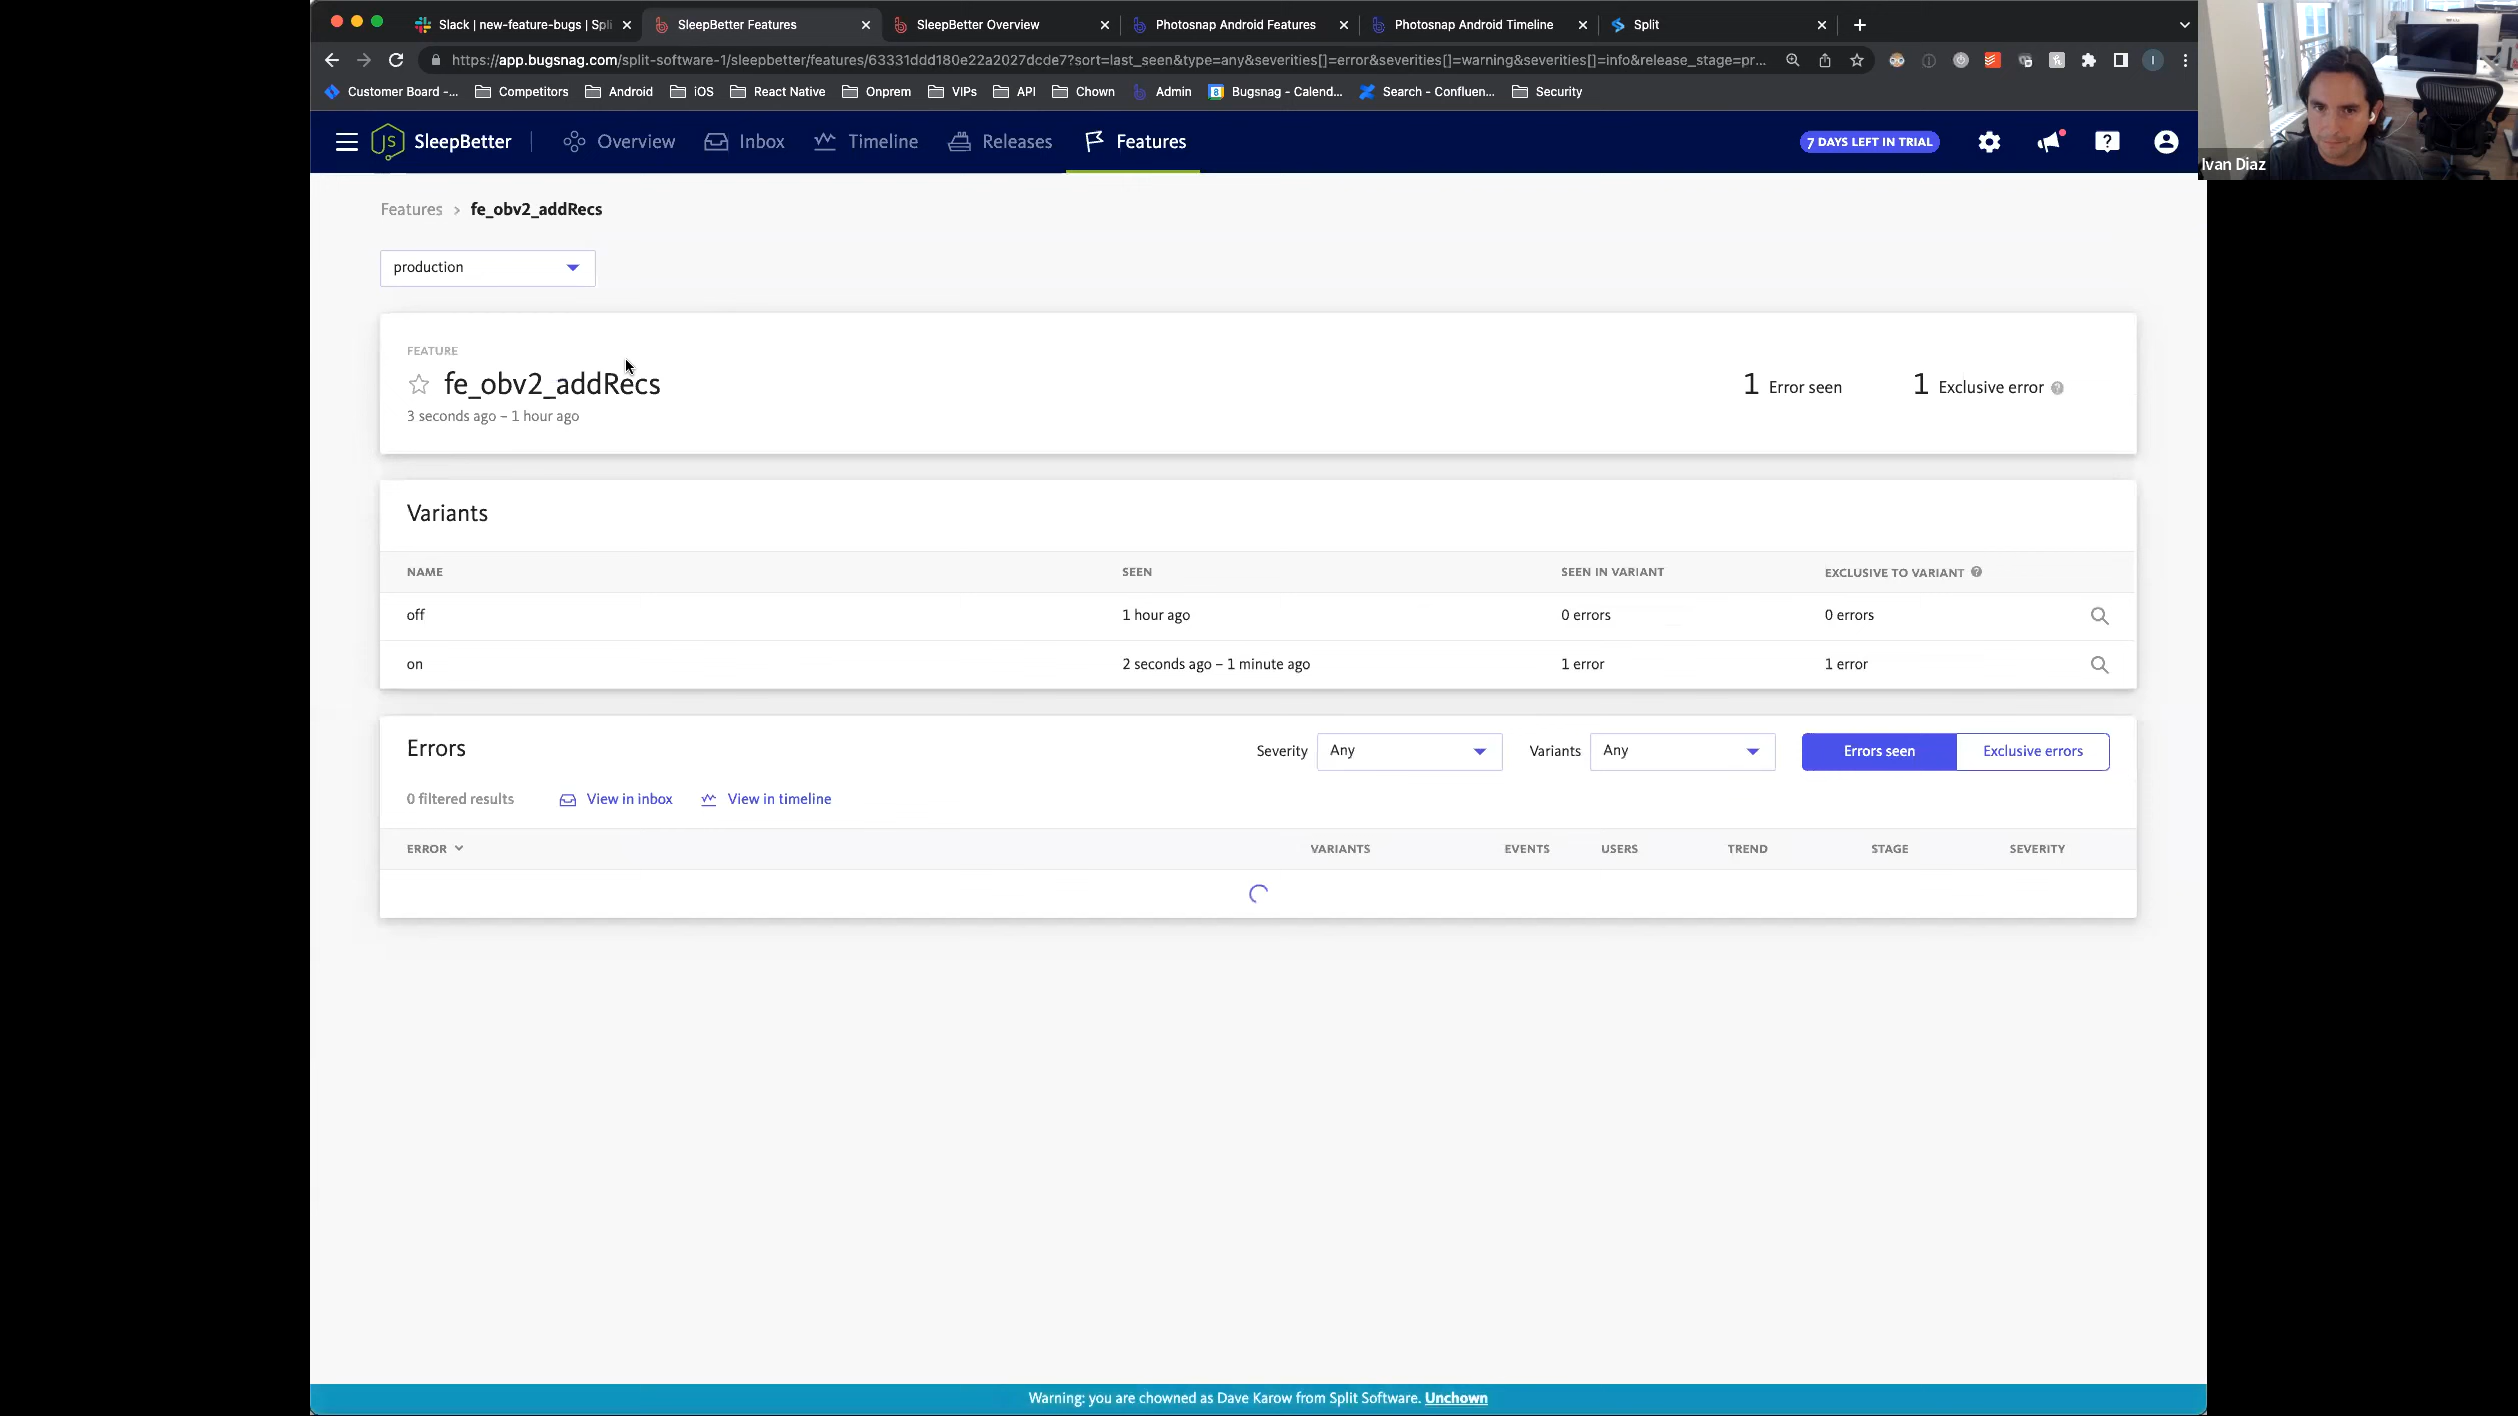 Slack | new-feature-bugs | Spli
SleepBetter Features
SleepBetter Overview
Photosnap Android Features
Photosnap Android Timeline
Split
https://app.bugsnag.com/split-software-1/sleepbetter/features/63331ddd180e22a2027dcde7?sort=last_seen&type=any&severities[]=error&severities[]=warning&severities[]=info&release_stage=pr...
Customer Board -...
Competitors
Android
iOS
React Native
Onprem
VIPs
API
Chown
Admin
Bugsnag - Calend...
Search - Confluen...
Security
JS
SleepBetter
Overview
Inbox
Timeline
Releases
Features
7 DAYS LEFT IN TRIAL
Ivan Diaz
Features > fe_obv2_addRecs
production
FEATURE
fe_obv2_addRecs
3 seconds ago – 1 hour ago
1 Error seen
1 Exclusive error
Variants
NAME SEEN SEEN IN VARIANT EXCLUSIVE TO VARIANT
off 1 hour ago 0 errors 0 errors
on 2 seconds ago – 1 minute ago 1 error 1 error
Errors
Severity Any
Variants Any
Errors seen
Exclusive errors
0 filtered results
View in inbox
View in timeline
ERROR VARIANTS EVENTS USERS TREND STAGE SEVERITY
Warning: you are chowned as Dave Karow from Split Software. Unchown